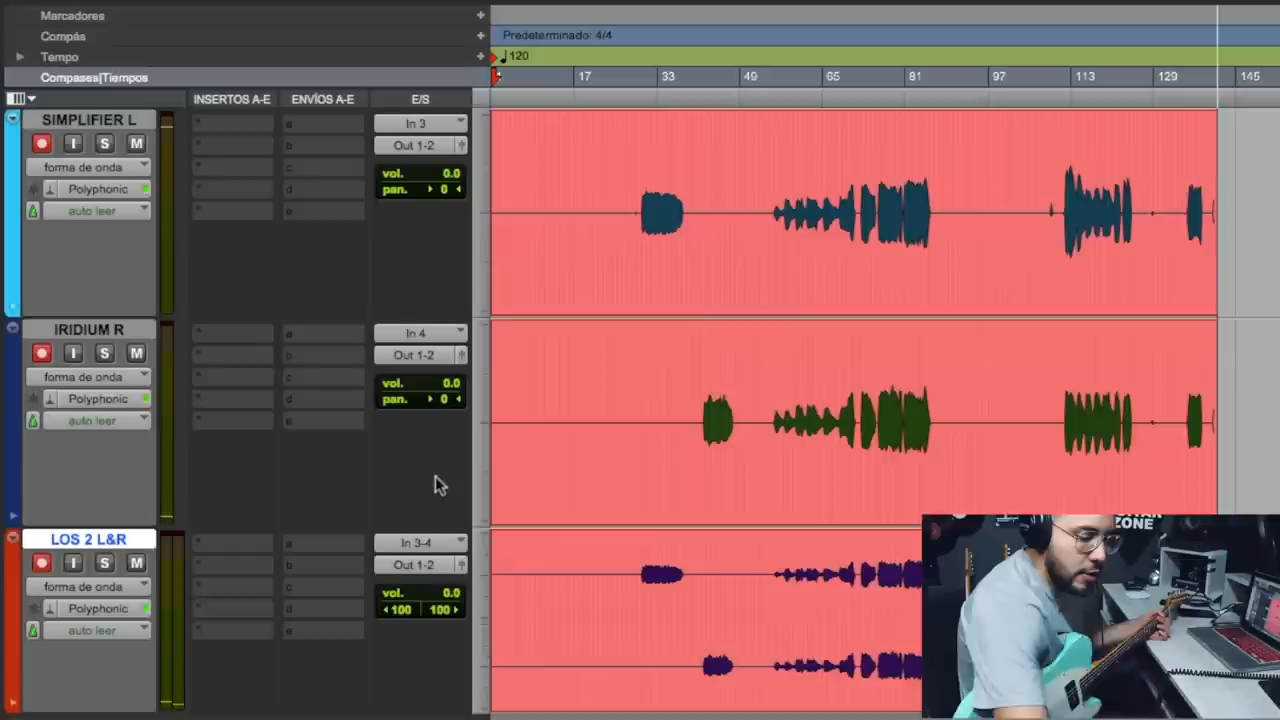 Marcadores
Compás
Predeterminado: 4/4
Tempo
120
Compases|Tiempos
17 33 49 65 81 97 113 129 145
INSERTOS A-E ENVÍOS A-E E/S
SIMPLIFIER L
I S M
forma de onda
Polyphonic
auto leer
a
b
c
d
e
In 3
Out 1-2
vol. 0.0
pan. 0
IRIDIUM R
I S M
forma de onda
Polyphonic
auto leer
a
b
c
d
e
In 4
Out 1-2
vol. 0.0
pan. 0
LOS 2 L&R
I S M
forma de onda
Polyphonic
auto leer
a
b
c
d
e
In 3-4
Out 1-2
vol. 0.0
100 100
ZONE